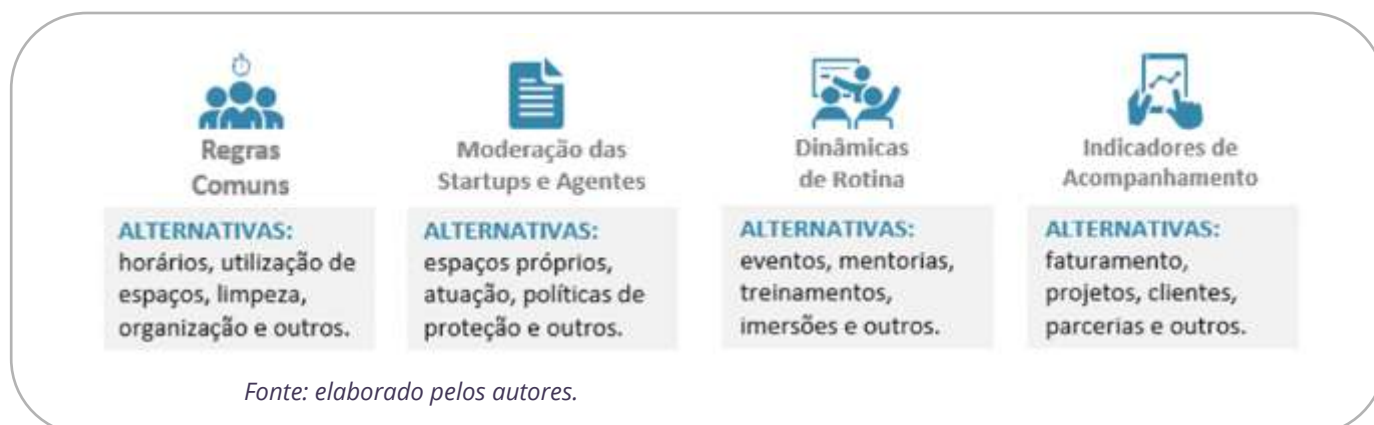 Regras
Comuns
ALTERNATIVAS:
horários, utilização de
espaços, limpeza,
organização e outros.
Moderação das
Startups e Agentes
ALTERNATIVAS:
espaços próprios,
atuação, políticas de
proteção e outros.
Dinâmicas
de Rotina
ALTERNATIVAS:
eventos, mentorias,
treinamentos,
imersões e outros.
Indicadores de
Acompanhamento
ALTERNATIVAS:
faturamento,
projetos, clientes,
parcerias e outros.
Fonte: elaborado pelos autores.